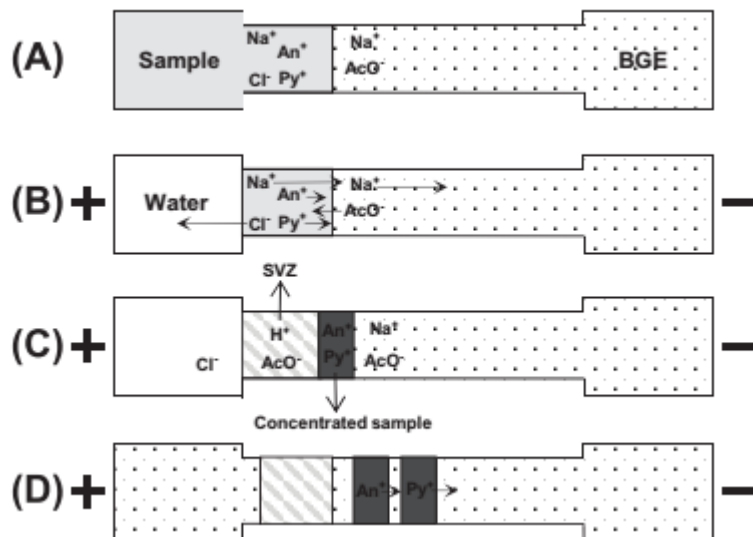 (A) Sample Na⁺ An⁺ Na⁺ BGE
Cl⁻ Py⁺ AcO⁻
(B) + Water Na⁺ An⁺ Na⁺ −
Cl⁻ Py⁺ AcO⁻
SVZ
(C) + H⁺ An⁺ Na⁺ −
Cl⁻ AcO⁻ Py⁺ AcO⁻
Concentrated sample
(D) + An⁺ Py⁺ −